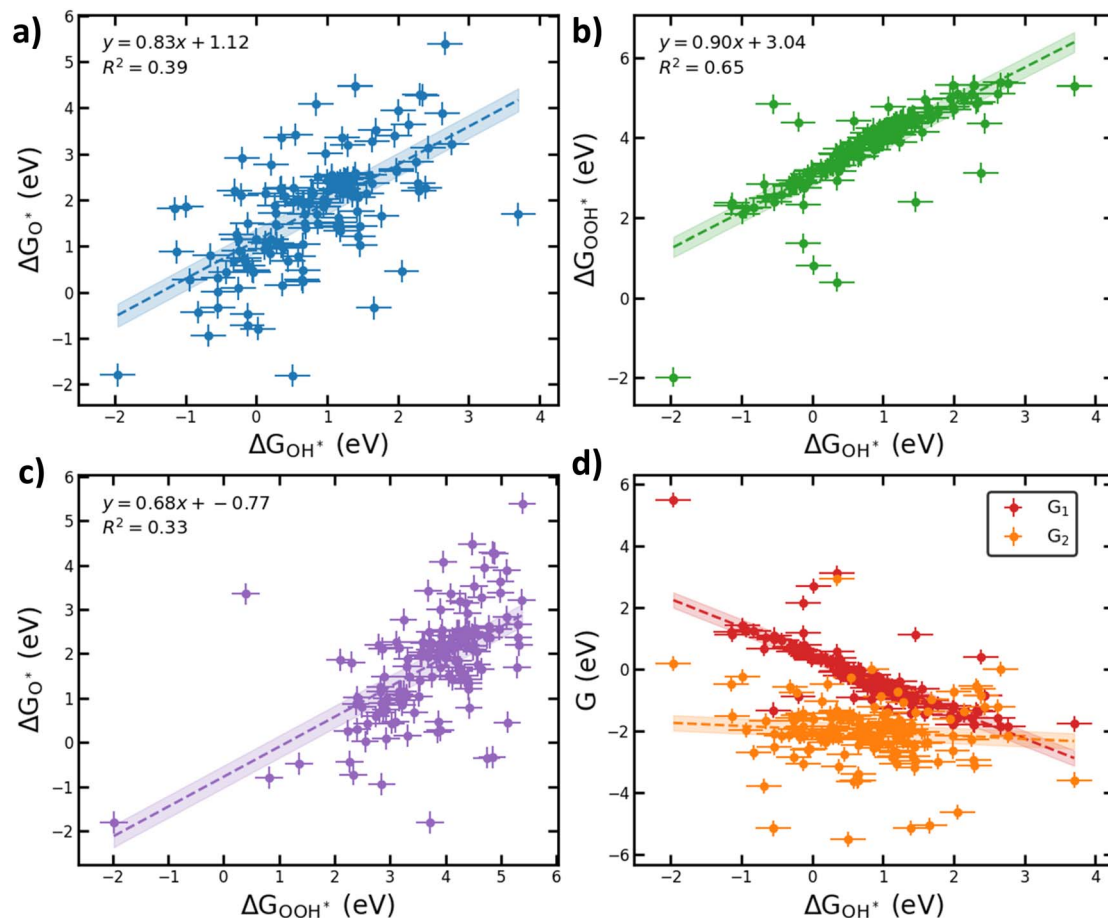 a)
y = 0.83x + 1.12
R² = 0.39
6
5
4
3
2
1
0
−1
−2
ΔG_O* (eV)
−2 −1 0 1 2 3 4
ΔG_OH* (eV)
b)
y = 0.90x + 3.04
R² = 0.65
6
4
2
0
−2
ΔG_OOH* (eV)
−2 −1 0 1 2 3 4
ΔG_OH* (eV)
c)
y = 0.68x + −0.77
R² = 0.33
6
5
4
3
2
1
0
−1
−2
ΔG_O* (eV)
−2 −1 0 1 2 3 4 5 6
ΔG_OOH* (eV)
d)
G₁
G₂
6
4
2
0
−2
−4
−6
G (eV)
−2 −1 0 1 2 3 4
ΔG_OH* (eV)